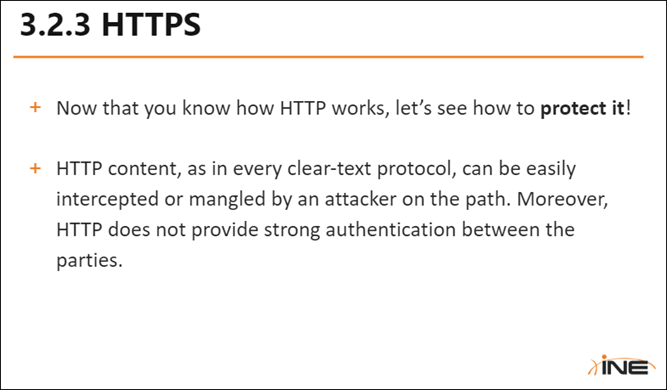 3.2.3 HTTPS
+ Now that you know how HTTP works, let’s see how to protect it!
+ HTTP content, as in every clear-text protocol, can be easily
intercepted or mangled by an attacker on the path. Moreover,
HTTP does not provide strong authentication between the
parties.
INE